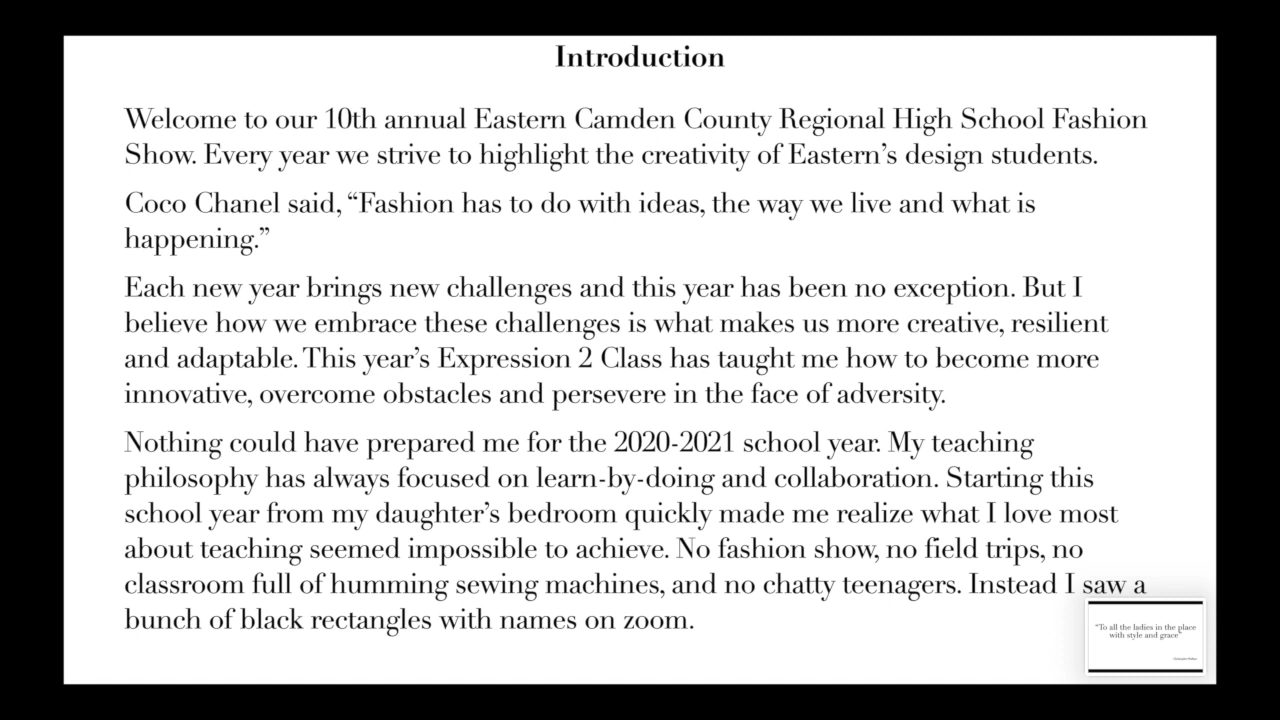 Introduction
Welcome to our 10th annual Eastern Camden County Regional High School Fashion
Show. Every year we strive to highlight the creativity of Eastern’s design students.
Coco Chanel said, “Fashion has to do with ideas, the way we live and what is
happening.”
Each new year brings new challenges and this year has been no exception. But I
believe how we embrace these challenges is what makes us more creative, resilient
and adaptable. This year’s Expression 2 Class has taught me how to become more
innovative, overcome obstacles and persevere in the face of adversity.
Nothing could have prepared me for the 2020-2021 school year. My teaching
philosophy has always focused on learn-by-doing and collaboration. Starting this
school year from my daughter’s bedroom quickly made me realize what I love most
about teaching seemed impossible to achieve. No fashion show, no field trips, no
classroom full of humming sewing machines, and no chatty teenagers. Instead I saw a
bunch of black rectangles with names on zoom.
“To all the ladies in the place
with style and grace”